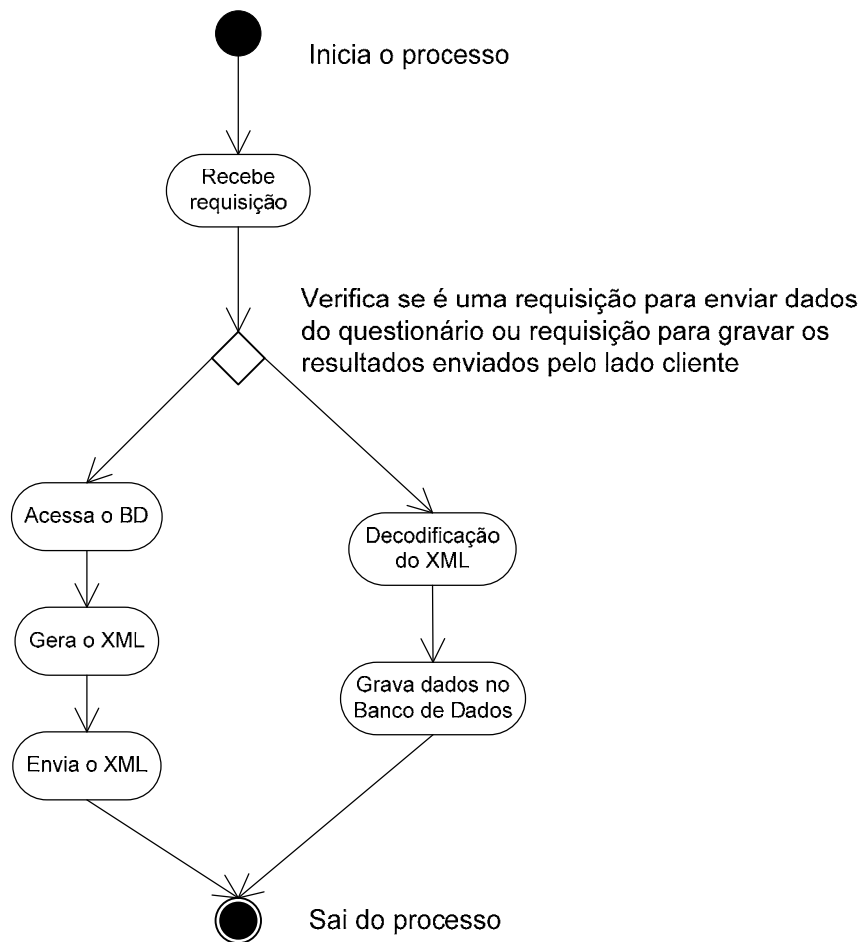 Inicia o processo
Recebe
requisição
Verifica se é uma requisição para enviar dados
do questionário ou requisição para gravar os
resultados enviados pelo lado cliente
Acessa o BD
Gera o XML
Envia o XML
Decodificação
do XML
Grava dados no
Banco de Dados
Sai do processo